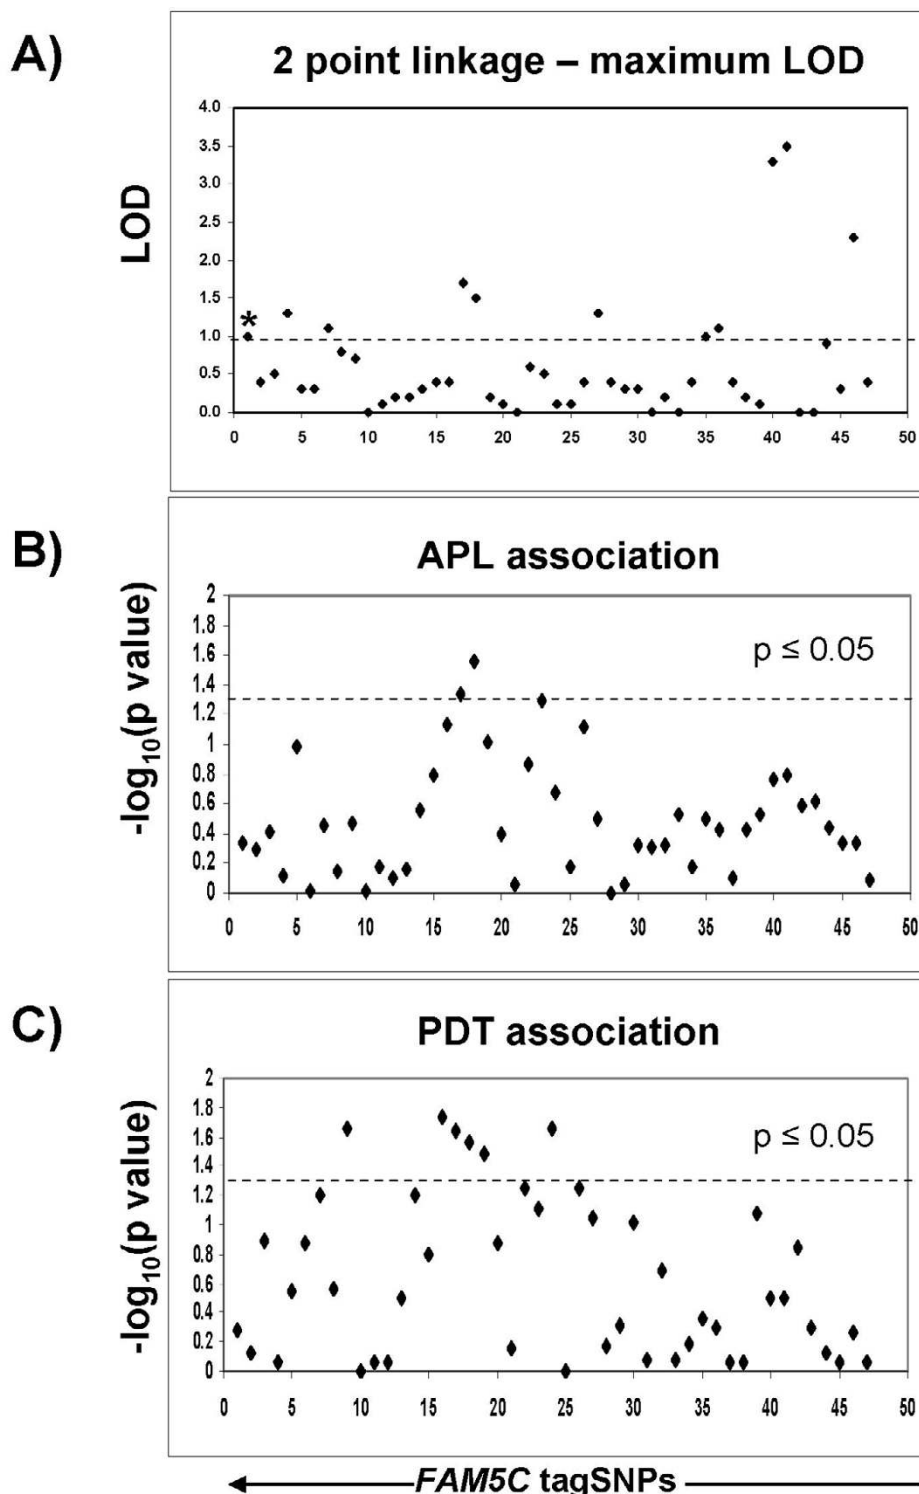 A)
2 point linkage – maximum LOD
LOD
4.0
3.5
3.0
2.5
2.0
1.5
1.0
0.5
0.0
*
0 5 10 15 20 25 30 35 40 45 50
B)
APL association
-log10(p value)
2
1.8
1.6
1.4
1.2
1
0.8
0.6
0.4
0.2
0
p ≤ 0.05
0 5 10 15 20 25 30 35 40 45 50
C)
PDT association
-log10(p value)
2
1.8
1.6
1.4
1.2
1
0.8
0.6
0.4
0.2
0
p ≤ 0.05
0 5 10 15 20 25 30 35 40 45 50
FAM5C tagSNPs